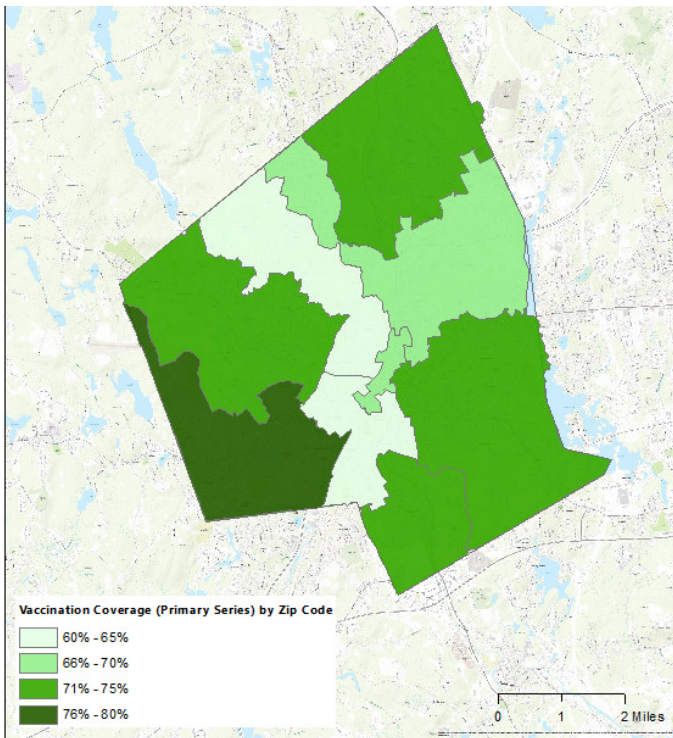 Vaccination Coverage (Primary Series) by Zip Code
60% - 65%
66% - 70%
71% - 75%
76% - 80%
0 1 2 Miles